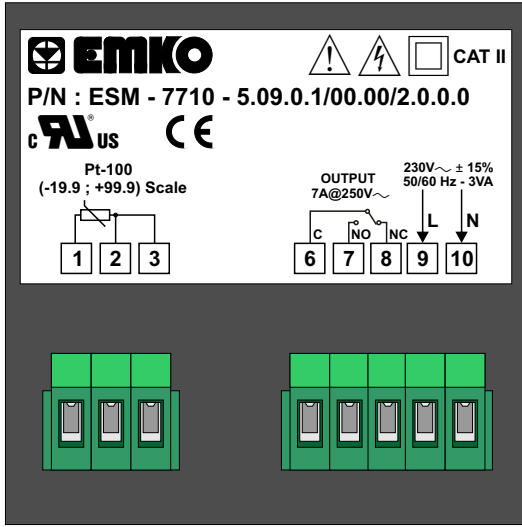 EMKO
CAT II
P/N : ESM - 7710 - 5.09.0.1/00.00/2.0.0.0
c RU ® US CE
Pt-100
(-19.9 ; +99.9) Scale
OUTPUT
7A@250V~
230V~ ± 15%
50/60 Hz - 3VA
C NO NC L N
1 2 3 6 7 8 9 10